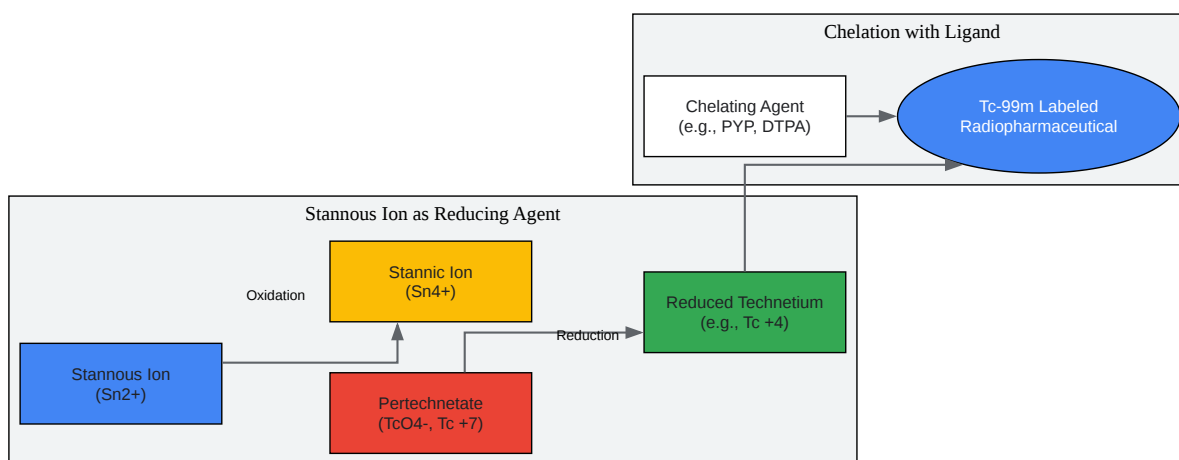 Chelation with Ligand
Chelating Agent
(e.g., PYP, DTPA)
Tc-99m Labeled
Radiopharmaceutical
Stannous Ion as Reducing Agent
Stannic Ion
(Sn4+)
Oxidation
Reduced Technetium
(e.g., Tc +4)
Reduction
Stannous Ion
(Sn2+)
Pertechnetate
(TcO4-, Tc +7)